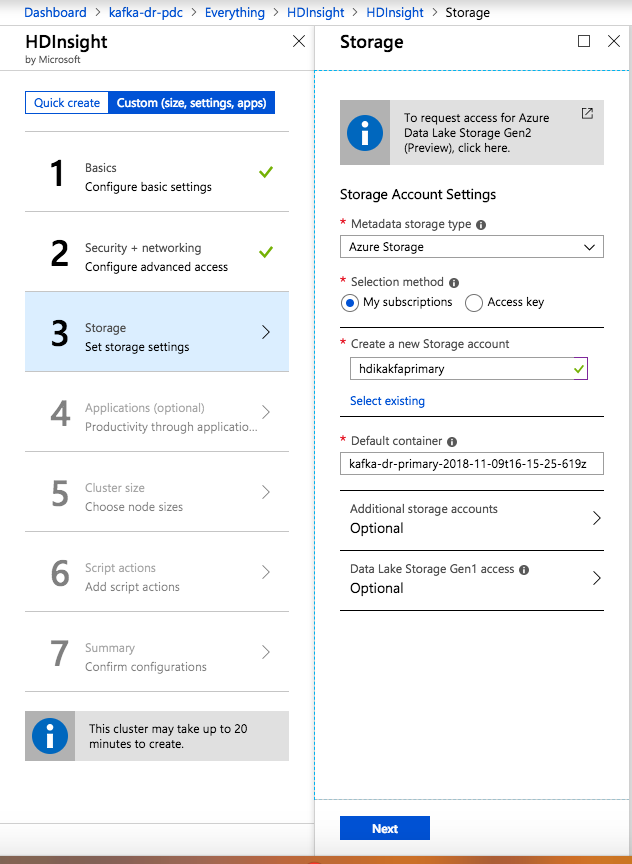 Dashboard > kafka-dr-pdc > Everything > HDInsight > HDInsight > Storage
HDInsight
by Microsoft
Quick create
Custom (size, settings, apps)
1
Basics
Configure basic settings
2
Security + networking
Configure advanced access
3
Storage
Set storage settings
4
Applications (optional)
Productivity through applicatio...
5
Cluster size
Choose node sizes
6
Script actions
Add script actions
7
Summary
Confirm configurations
This cluster may take up to 20
minutes to create.
Storage
To request access for Azure
Data Lake Storage Gen2
(Preview), click here.
Storage Account Settings
* Metadata storage type
Azure Storage
* Selection method
My subscriptions
Access key
* Create a new Storage account
hdikakfaprimary
Select existing
* Default container
kafka-dr-primary-2018-11-09t16-15-25-619z
Additional storage accounts
Optional
Data Lake Storage Gen1 access
Optional
Next